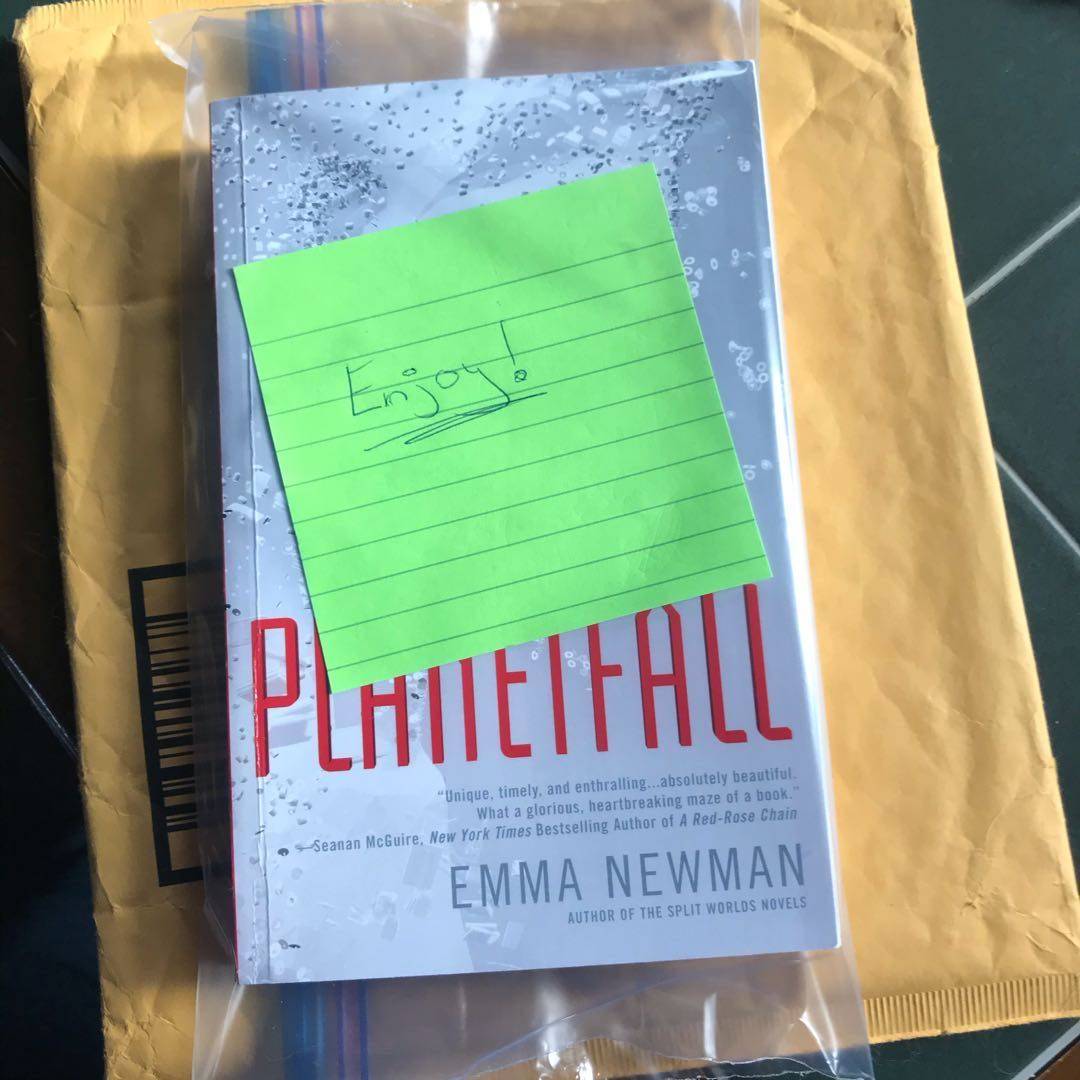 Enjoy!
PLANETFALL
“Unique, timely, and enthralling...absolutely beautiful.
What a glorious, heartbreaking maze of a book.”
—Seanan McGuire, New York Times Bestselling Author of A Red-Rose Chain
EMMA NEWMAN
AUTHOR OF THE SPLIT WORLDS NOVELS